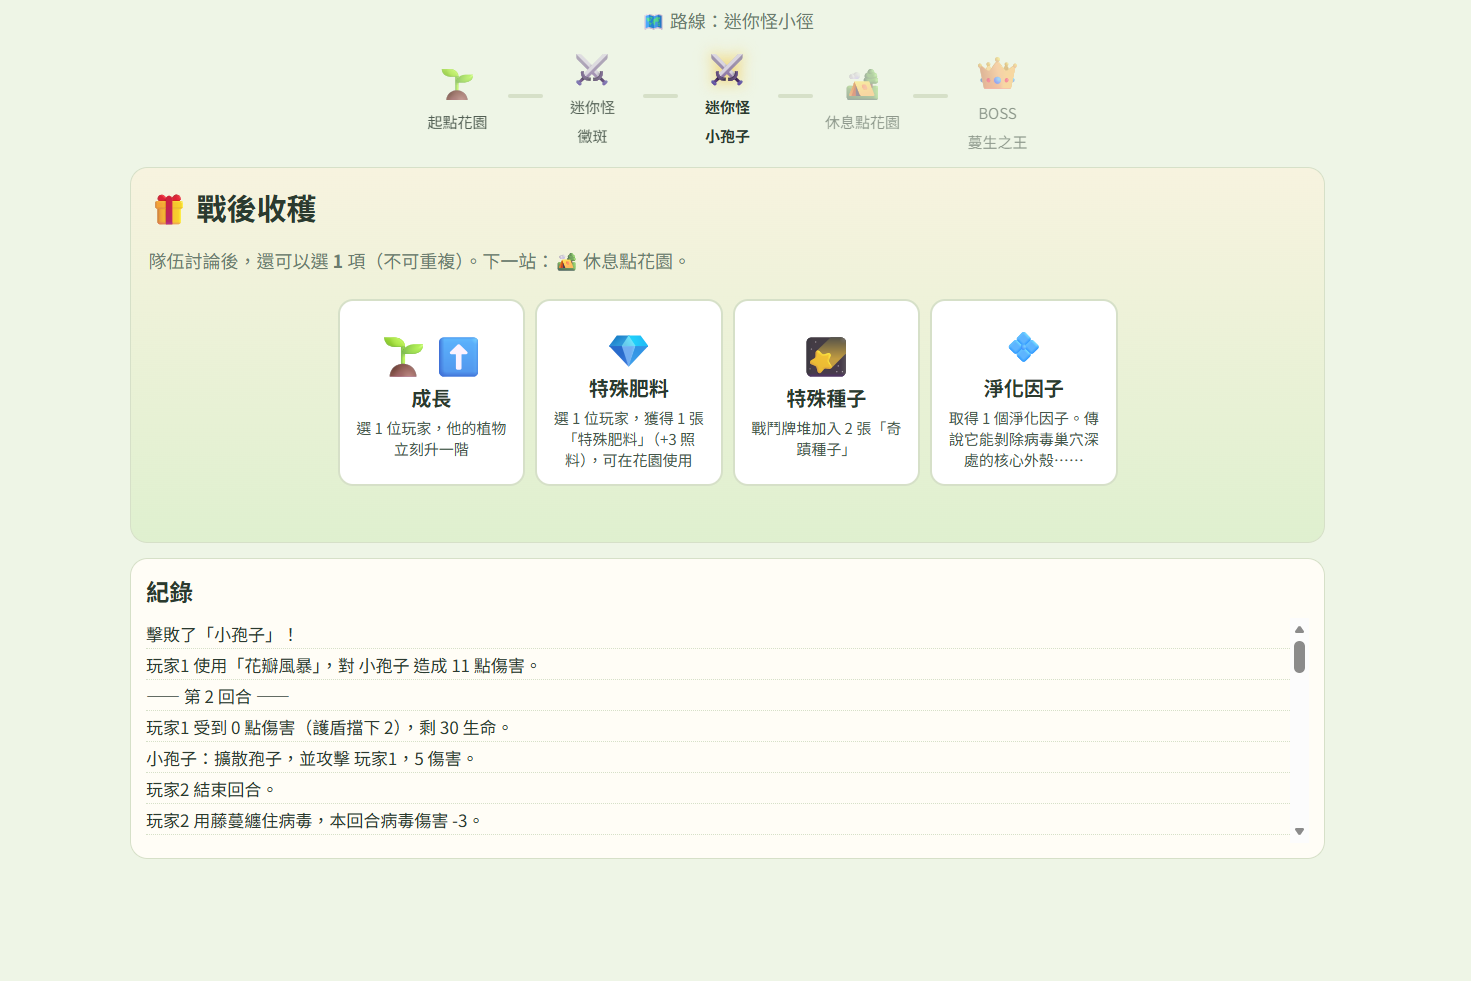 路線：迷你怪小徑
起點花園
迷你怪
黴斑
迷你怪
小孢子
休息點花園
BOSS
蔓生之王
戰後收穫
隊伍討論後，還可以選 1 項（不可重複）。下一站： 休息點花園。
成長
選 1 位玩家，他的植物
立刻升一階
特殊肥料
選 1 位玩家，獲得 1 張
「特殊肥料」（+3 照
料），可在花園使用
特殊種子
戰鬥牌堆加入 2 張「奇
蹟種子」
淨化因子
取得 1 個淨化因子。傳
說它能剝除病毒巢穴深
處的核心外殼……
紀錄
擊敗了「小孢子」！
玩家1 使用「花瓣風暴」，對 小孢子 造成 11 點傷害。
—— 第 2 回合 ——
玩家1 受到 0 點傷害（護盾擋下 2），剩 30 生命。
小孢子：擴散孢子，並攻擊 玩家1，5 傷害。
玩家2 結束回合。
玩家2 用藤蔓纏住病毒，本回合病毒傷害 -3。